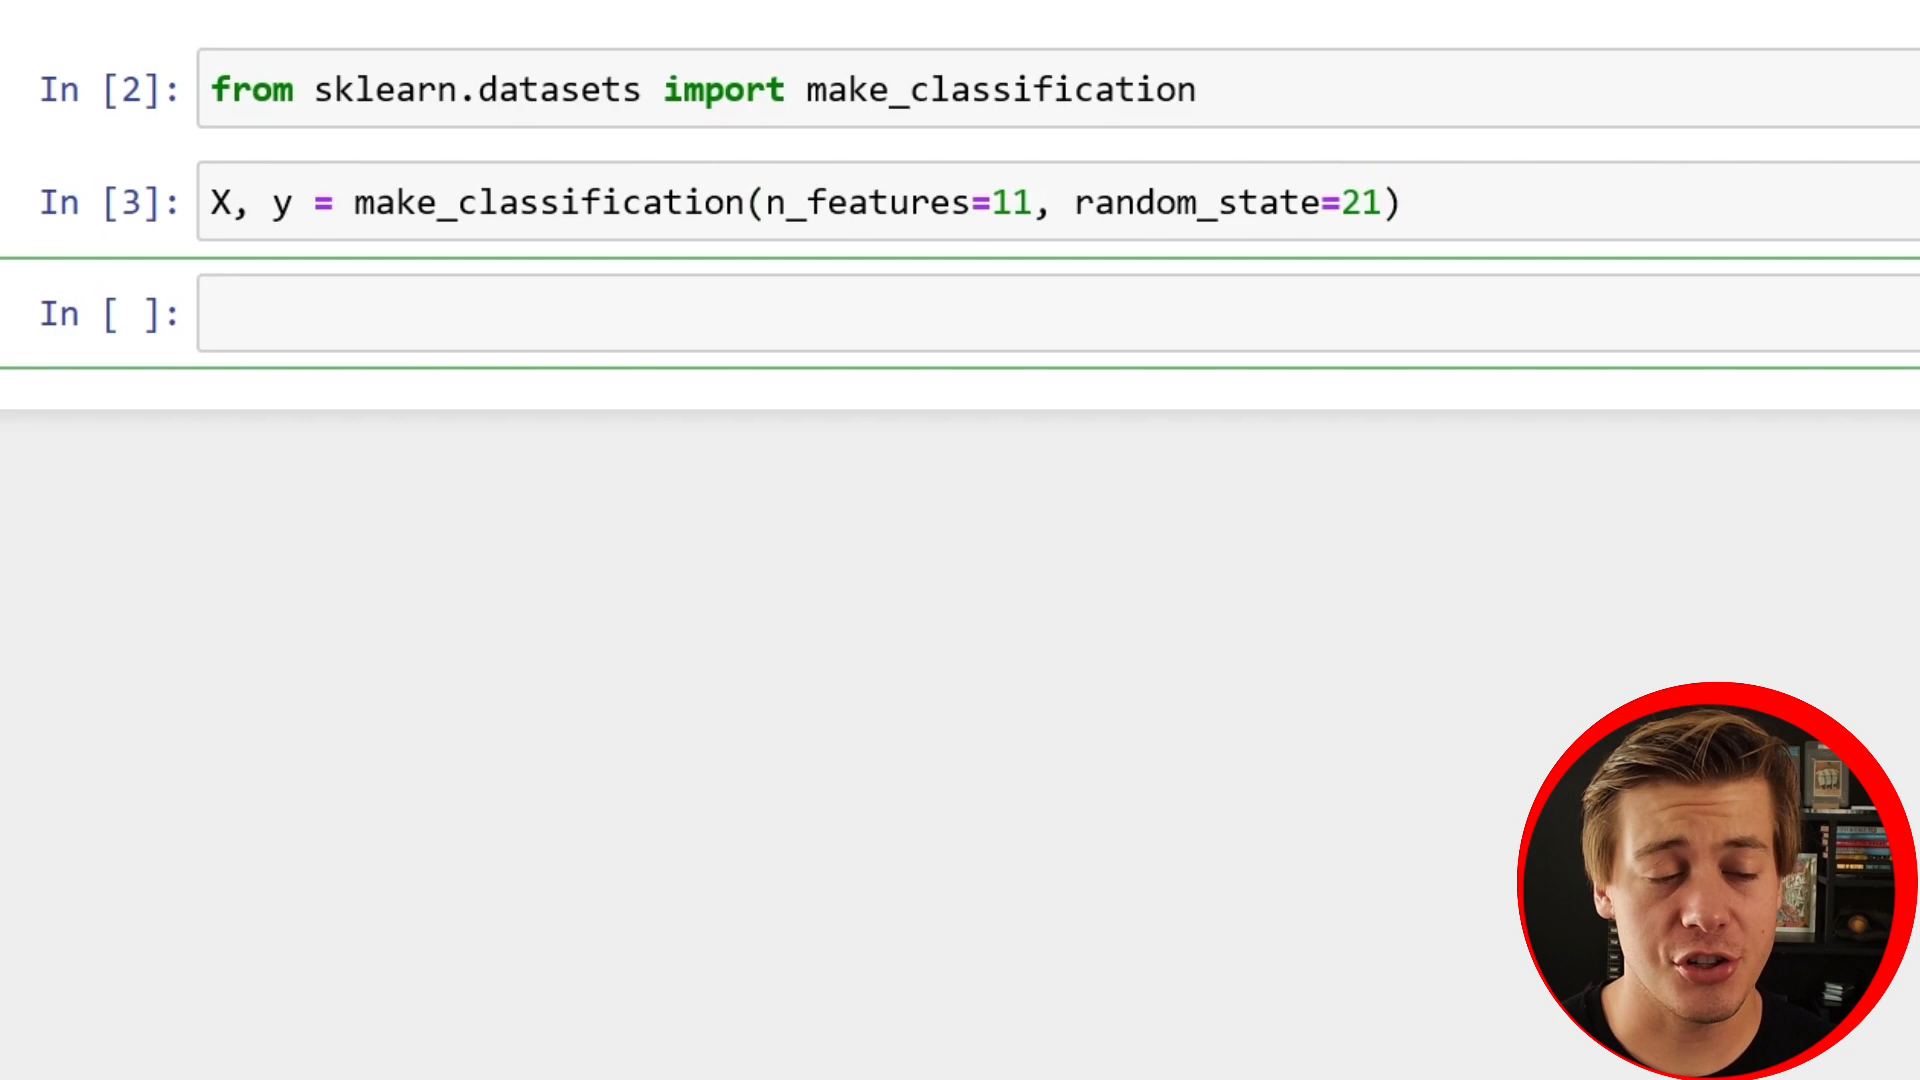 In [2]: from sklearn.datasets import make_classification
In [3]: X, y = make_classification(n_features=11, random_state=21)
In [ ]: